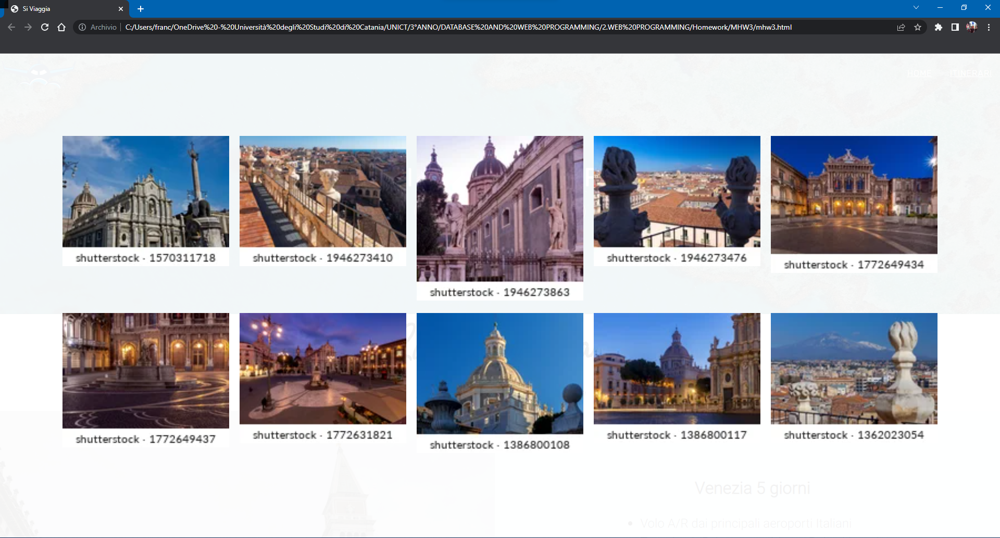 Si Viaggia
Archivio
C:/Users/franc/OneDrive%20-%20Università%20degli%20Studi%20di%20Catania/UNICT/3°ANNO/DATABASE%20AND%20WEB%20PROGRAMMING/2.WEB%20PROGRAMMING/Homework/MHW3/mhw3.html
HOME ITINERARI
shutterstock · 1570311718
shutterstock · 1946273410
shutterstock · 1946273863
shutterstock · 1946273476
shutterstock · 1772649434
shutterstock · 1772649437
shutterstock · 1772631821
shutterstock · 1386800108
shutterstock · 1386800117
shutterstock · 1362023054
Venezia 5 giorni
• Volo A/R dai principali aeroporti Italiani